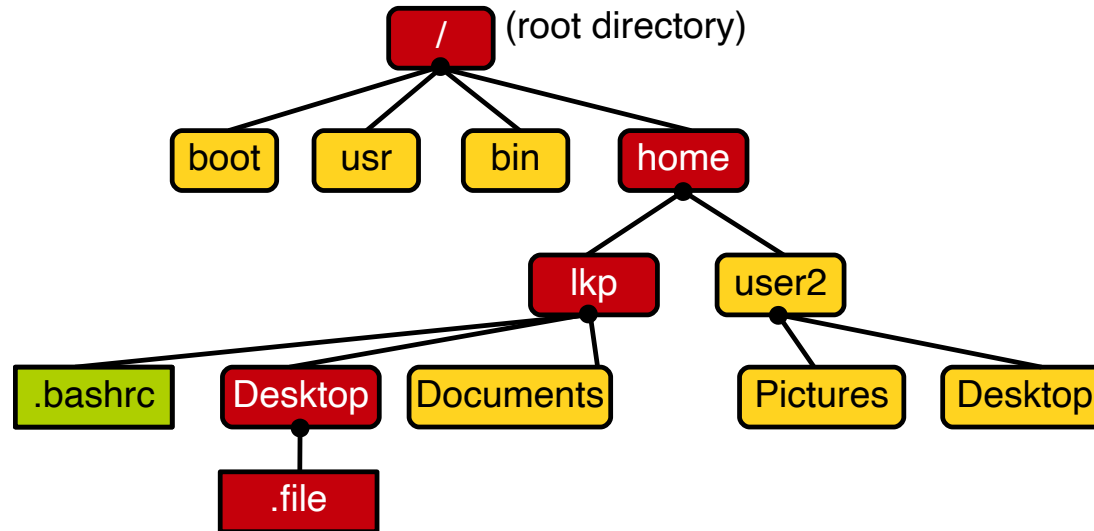 / (root directory)
boot usr bin home
lkp user2
.bashrc Desktop Documents Pictures Desktop
.file